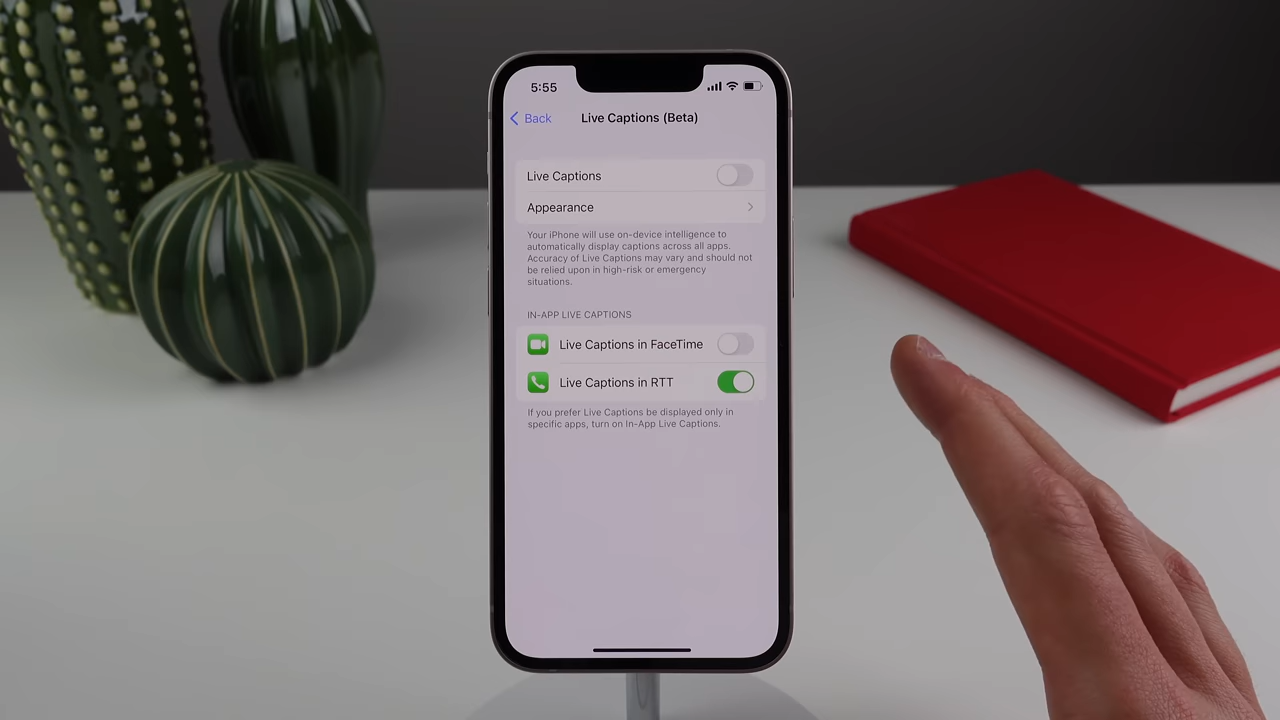 5:55
Back
Live Captions (Beta)
Live Captions
Appearance
Your iPhone will use on-device intelligence to
automatically display captions across all apps.
Accuracy of Live Captions may vary and should not
be relied upon in high-risk or emergency
situations.
IN-APP LIVE CAPTIONS
Live Captions in FaceTime
Live Captions in RTT
If you prefer Live Captions be displayed only in
specific apps, turn on In-App Live Captions.